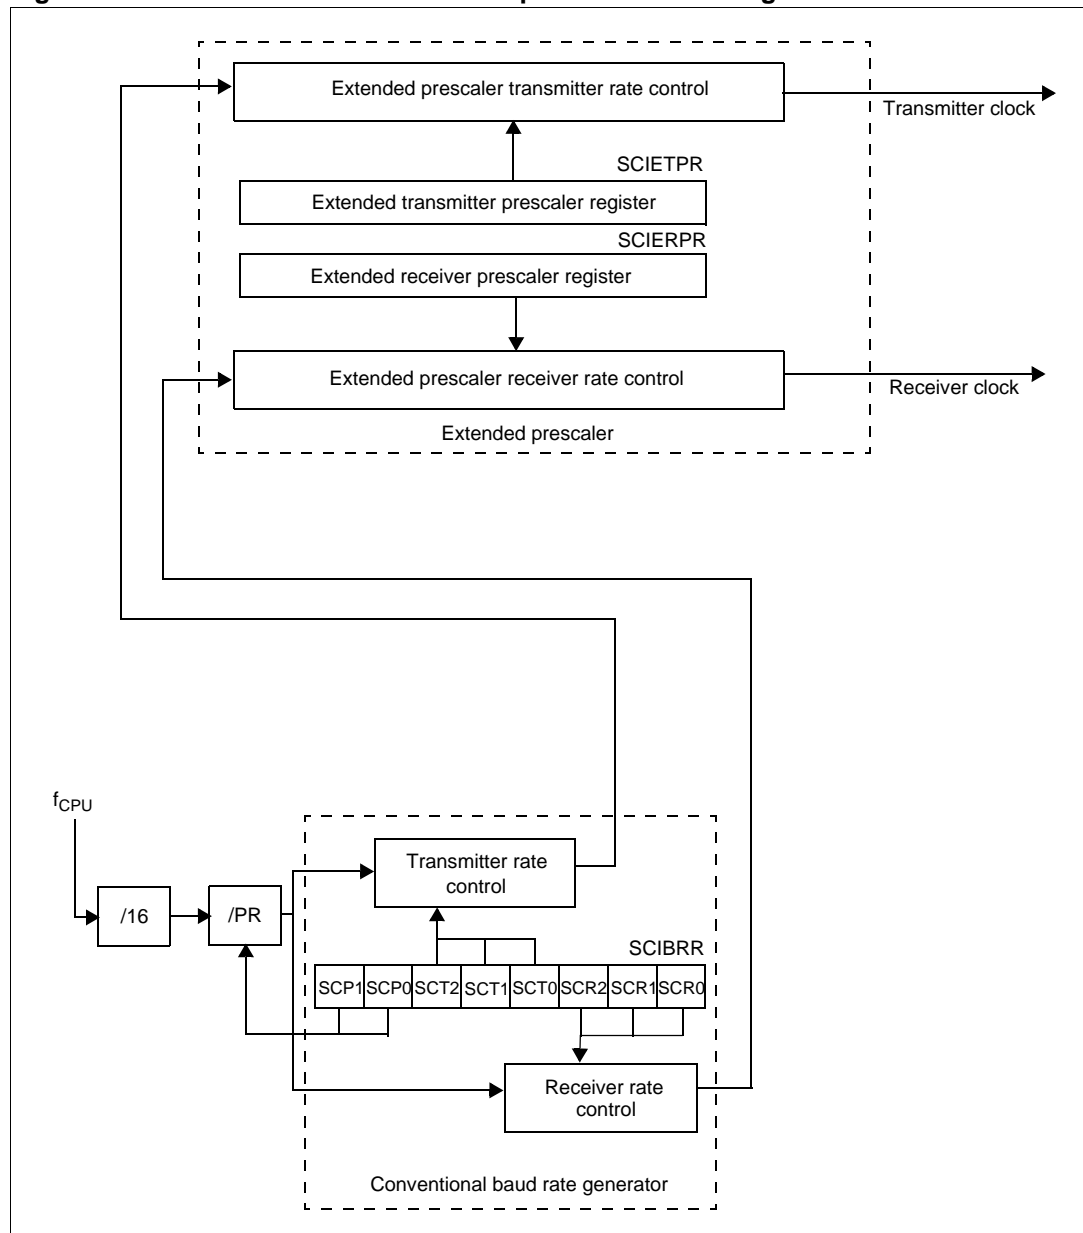 Extended prescaler transmitter rate control
Transmitter clock
SCIETPR
Extended transmitter prescaler register
SCIERPR
Extended receiver prescaler register
Extended prescaler receiver rate control
Receiver clock
Extended prescaler
fCPU
Transmitter rate
control
/16
/PR
SCIBRR
SCP1 SCP0 SCT2 SCT1 SCT0 SCR2 SCR1 SCR0
Receiver rate
control
Conventional baud rate generator